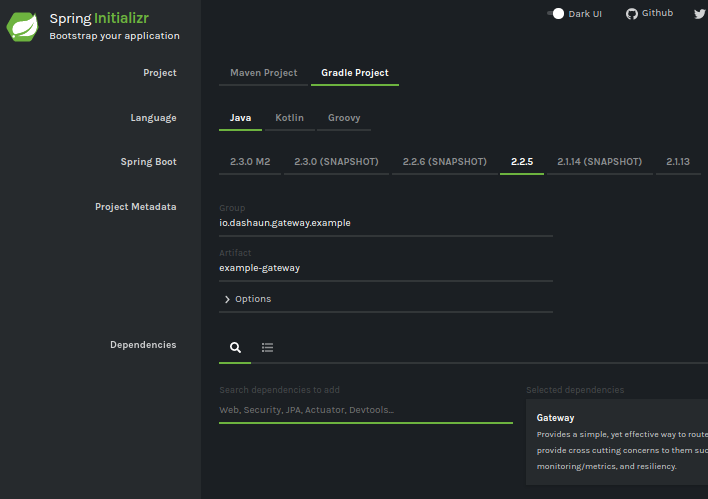 Spring Initializr
Bootstrap your application
Dark UI
Github
Project
Maven Project
Gradle Project
Language
Java
Kotlin
Groovy
Spring Boot
2.3.0 M2
2.3.0 (SNAPSHOT)
2.2.6 (SNAPSHOT)
2.2.5
2.1.14 (SNAPSHOT)
2.1.13
Project Metadata
Group
io.dashaun.gateway.example
Artifact
example-gateway
Options
Dependencies
Search dependencies to add
Web, Security, JPA, Actuator, Devtools...
Selected dependencies
Gateway
Provides a simple, yet effective way to route
provide cross cutting concerns to them suc
monitoring/metrics, and resiliency.